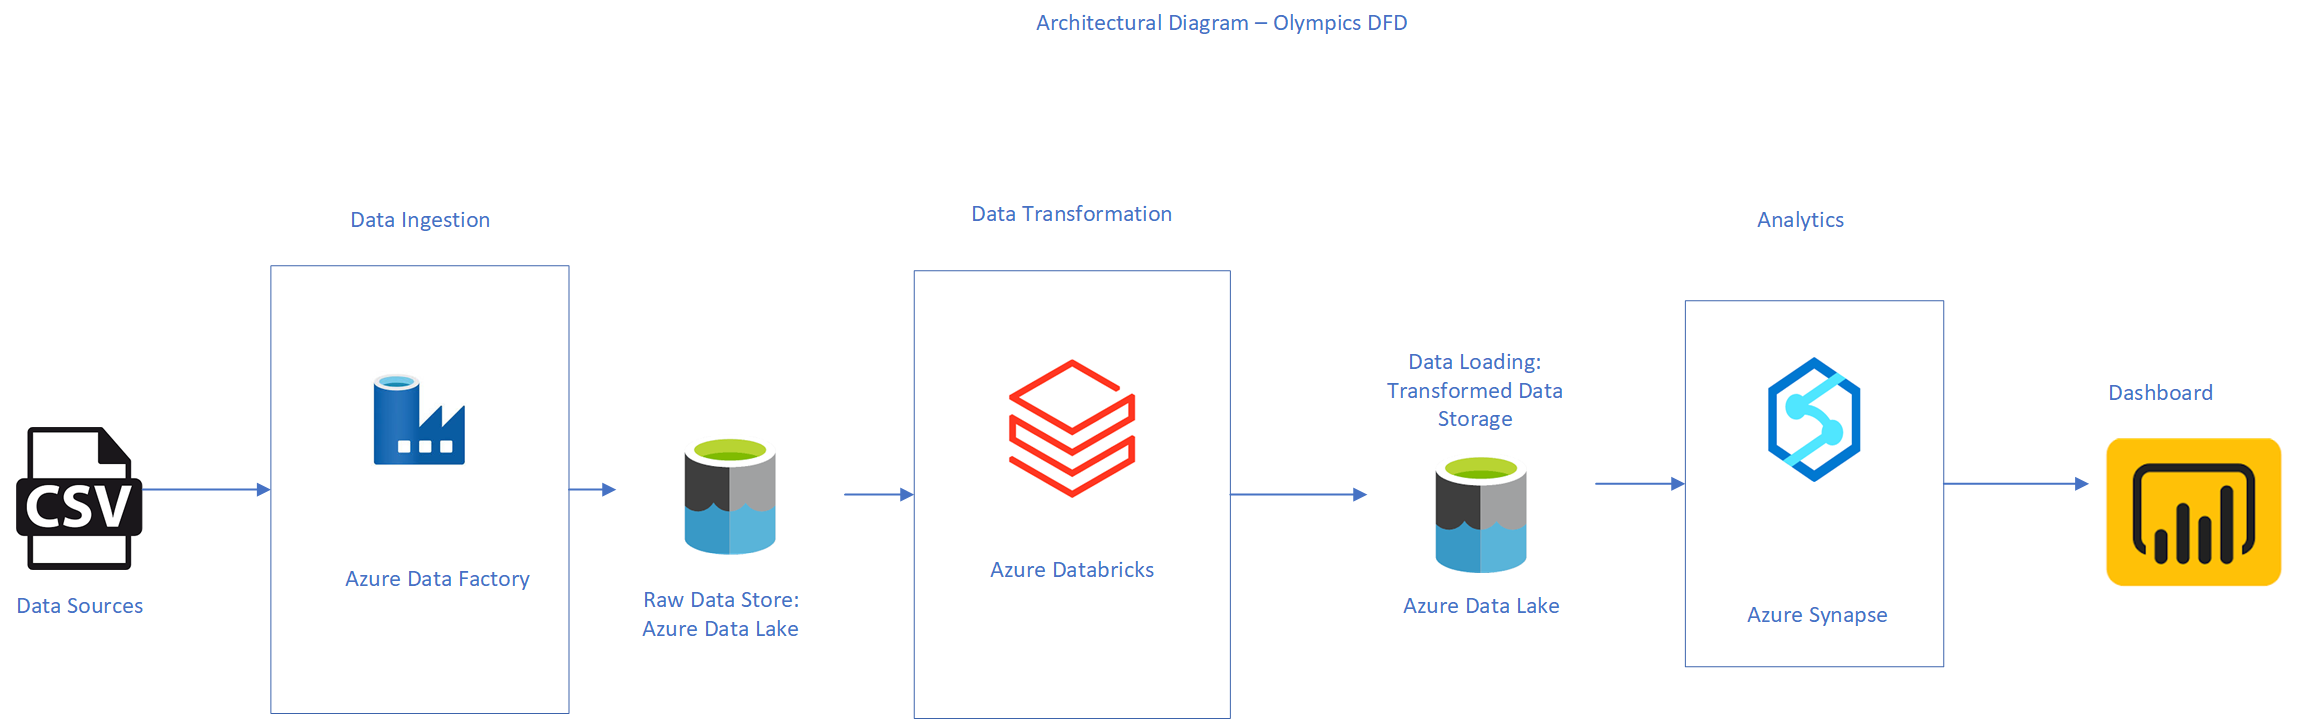 Architectural Diagram – Olympics DFD
Data Ingestion
Data Transformation
Analytics
Data Loading:
Transformed Data
Storage
Dashboard
CSV
Data Sources
Azure Data Factory
Raw Data Store:
Azure Data Lake
Azure Databricks
Azure Data Lake
Azure Synapse